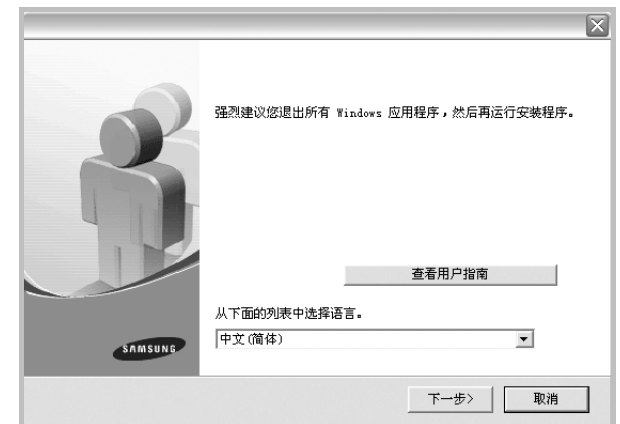 强烈建议您退出所有 Windows 应用程序，然后再运行安装程序。
查看用户指南
从下面的列表中选择语言。
中文(简体)
SAMSUNG
下一步>
取消